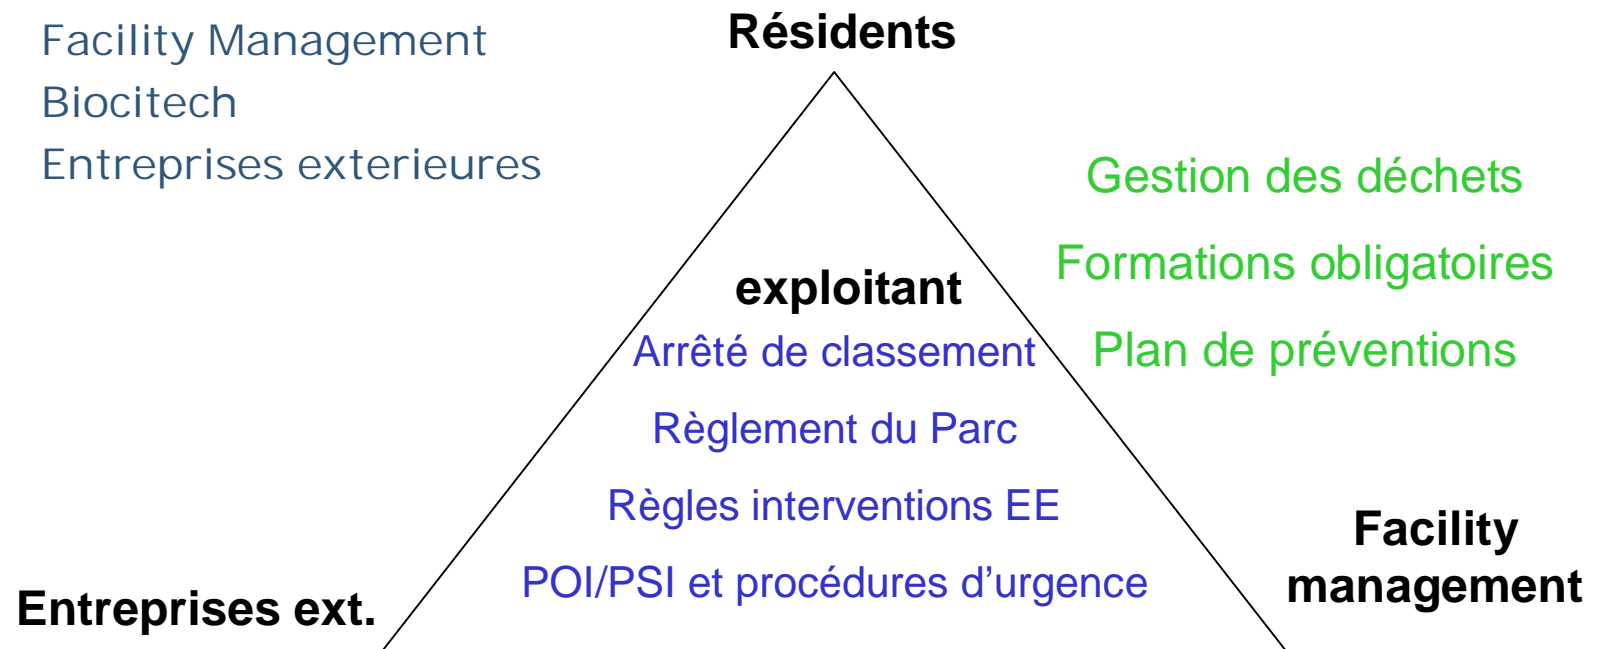 Facility Management
Biocitech
Entreprises exterieures
Résidents
Gestion des déchets
Formations obligatoires
Plan de préventions
exploitant
Arrêté de classement
Règlement du Parc
Règles interventions EE
POI/PSI et procédures d’urgence
Entreprises ext.
Facility
management